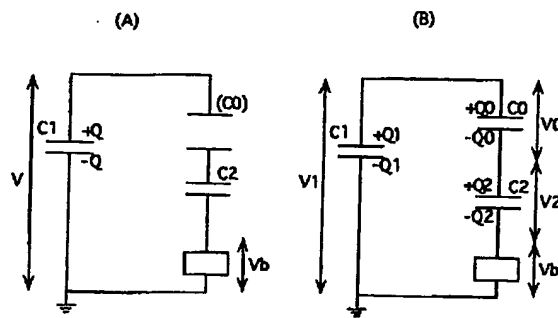 (A)
V
C1
+Q
-Q
(C0)
C2
Vb
(B)
V1
C1
+Q1
-Q1
+Q0
C0
-Q0
V0
+Q2
C2
-Q2
V2
Vb